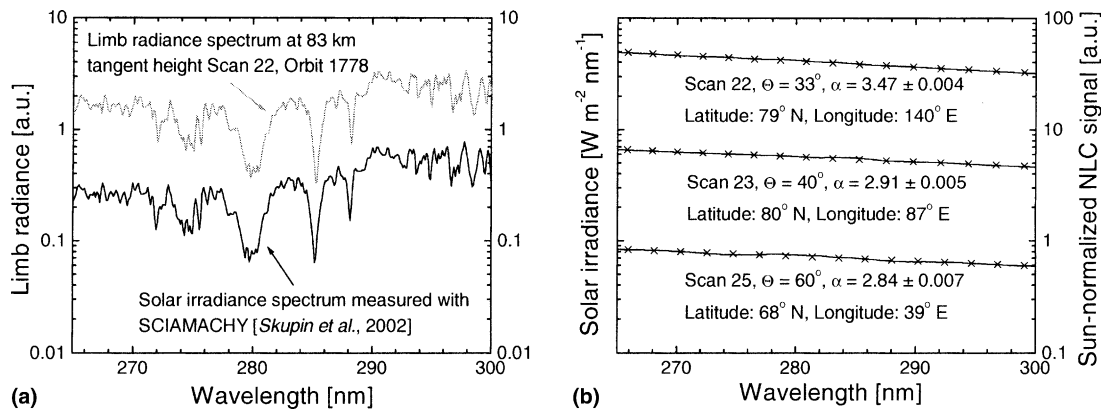 Limb radiance [a.u.]
10
1
0.1
0.01
Limb radiance spectrum at 83 km
tangent height Scan 22, Orbit 1778
Solar irradiance spectrum measured with
SCIAMACHY [Skupin et al., 2002]
10
1
0.1
0.01
Solar irradiance [W m⁻² nm⁻¹]
270
280
290
300
Wavelength [nm]
(a)
Scan 22, Θ = 33°, α = 3.47 ± 0.004
Latitude: 79° N, Longitude: 140° E
Scan 23, Θ = 40°, α = 2.91 ± 0.005
Latitude: 80° N, Longitude: 87° E
Scan 25, Θ = 60°, α = 2.84 ± 0.007
Latitude: 68° N, Longitude: 39° E
100
10
1
0.1
Sun-normalized NLC signal [a.u.]
270
280
290
300
Wavelength [nm]
(b)